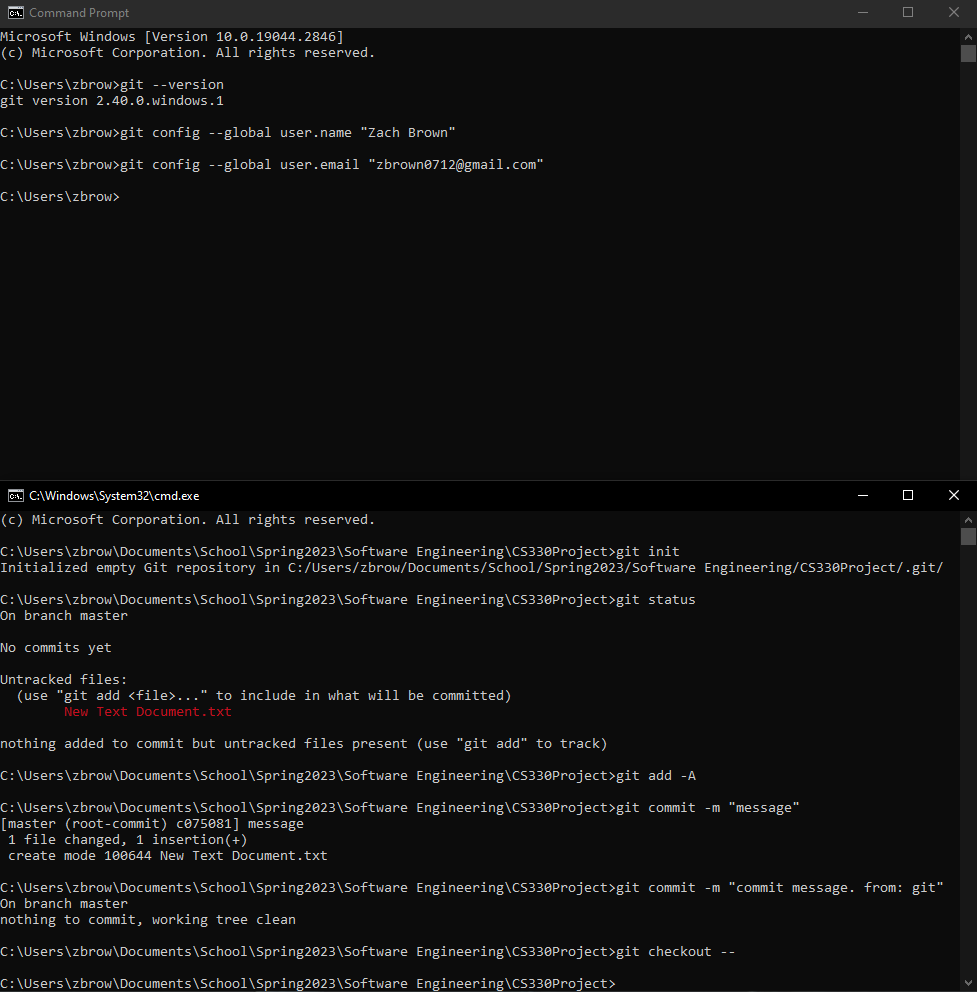 Command Prompt
Microsoft Windows [Version 10.0.19044.2846]
(c) Microsoft Corporation. All rights reserved.
C:\Users\zbrow>git --version
git version 2.40.0.windows.1
C:\Users\zbrow>git config --global user.name "Zach Brown"
C:\Users\zbrow>git config --global user.email "zbrown0712@gmail.com"
C:\Users\zbrow>
C:\Windows\System32\cmd.exe
(c) Microsoft Corporation. All rights reserved.
C:\Users\zbrow\Documents\School\Spring2023\Software Engineering\CS330Project>git init
Initialized empty Git repository in C:/Users/zbrow/Documents/School/Spring2023/Software Engineering/CS330Project/.git/
C:\Users\zbrow\Documents\School\Spring2023\Software Engineering\CS330Project>git status
On branch master
No commits yet
Untracked files:
  (use "git add <file>..." to include in what will be committed)
        New Text Document.txt
nothing added to commit but untracked files present (use "git add" to track)
C:\Users\zbrow\Documents\School\Spring2023\Software Engineering\CS330Project>git add -A
C:\Users\zbrow\Documents\School\Spring2023\Software Engineering\CS330Project>git commit -m "message"
[master (root-commit) c075081] message
 1 file changed, 1 insertion(+)
 create mode 100644 New Text Document.txt
C:\Users\zbrow\Documents\School\Spring2023\Software Engineering\CS330Project>git commit -m "commit message. from: git"
On branch master
nothing to commit, working tree clean
C:\Users\zbrow\Documents\School\Spring2023\Software Engineering\CS330Project>git checkout --
C:\Users\zbrow\Documents\School\Spring2023\Software Engineering\CS330Project>